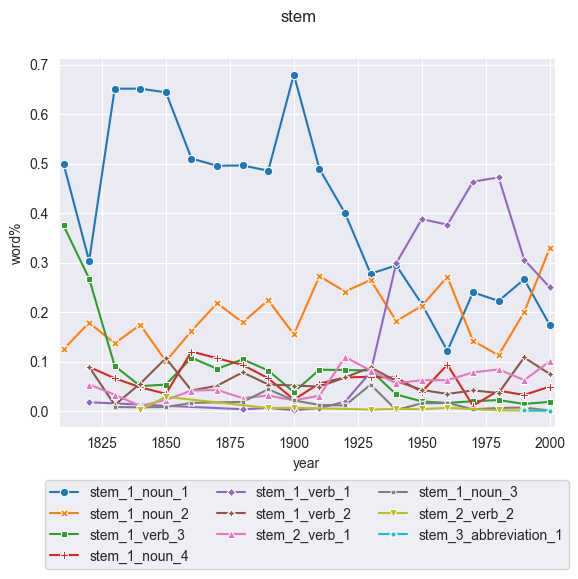 stem
0.7
0.6
0.5
0.4
0.3
0.2
0.1
0.0
word%
1825 1850 1875 1900 1925 1950 1975 2000
year
stem_1_noun_1 stem_1_verb_1 stem_1_noun_3
stem_1_noun_2 stem_1_verb_2 stem_2_verb_2
stem_1_verb_3 stem_2_verb_1 stem_3_abbreviation_1
stem_1_noun_4